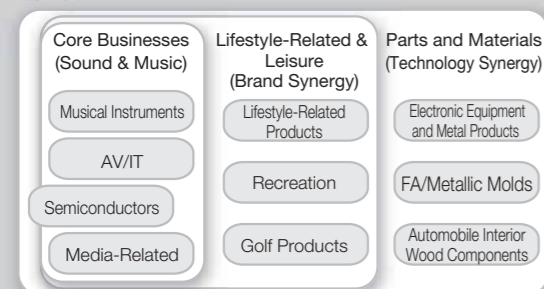 Core Businesses
(Sound & Music)
Musical Instruments
AV/IT
Semiconductors
Media-Related
Lifestyle-Related &
Leisure
(Brand Synergy)
Lifestyle-Related
Products
Recreation
Golf Products
Parts and Materials
(Technology Synergy)
Electronic Equipment
and Metal Products
FA/Metallic Molds
Automobile Interior
Wood Components